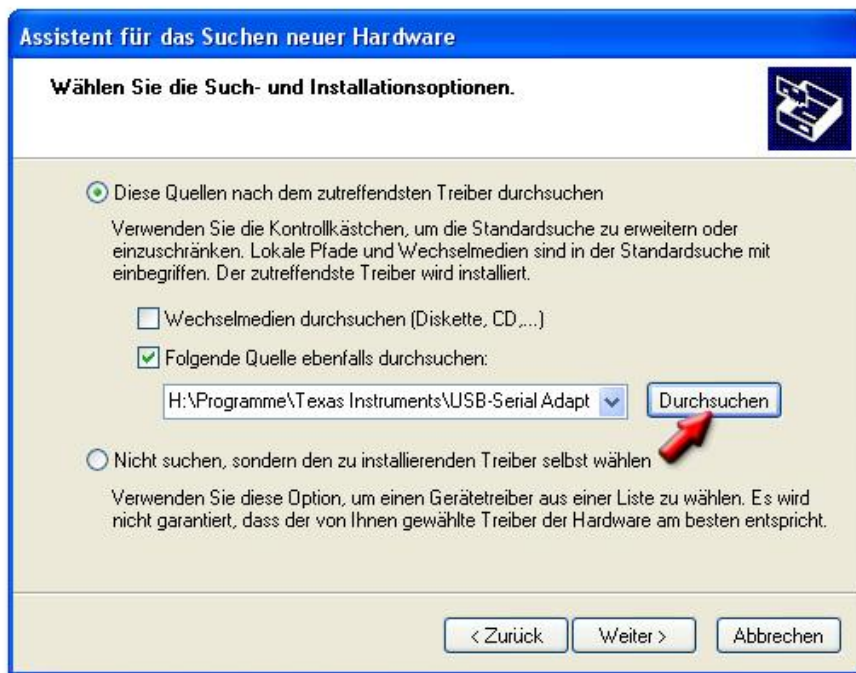 Assistent für das Suchen neuer Hardware
Wählen Sie die Such- und Installationsoptionen.
Diese Quellen nach dem zutreffendsten Treiber durchsuchen
Verwenden Sie die Kontrollkästchen, um die Standardsuche zu erweitern oder
einzuschränken. Lokale Pfade und Wechselmedien sind in der Standardsuche mit
einbegriffen. Der zutreffendste Treiber wird installiert.
Wechselmedien durchsuchen (Diskette, CD,...)
Folgende Quelle ebenfalls durchsuchen:
H:\Programme\Texas Instruments\USB-Serial Adapt Durchsuchen
Nicht suchen, sondern den zu installierenden Treiber selbst wählen
Verwenden Sie diese Option, um einen Gerätetreiber aus einer Liste zu wählen. Es wird
nicht garantiert, dass der von Ihnen gewählte Treiber der Hardware am besten entspricht.
< Zurück Weiter > Abbrechen